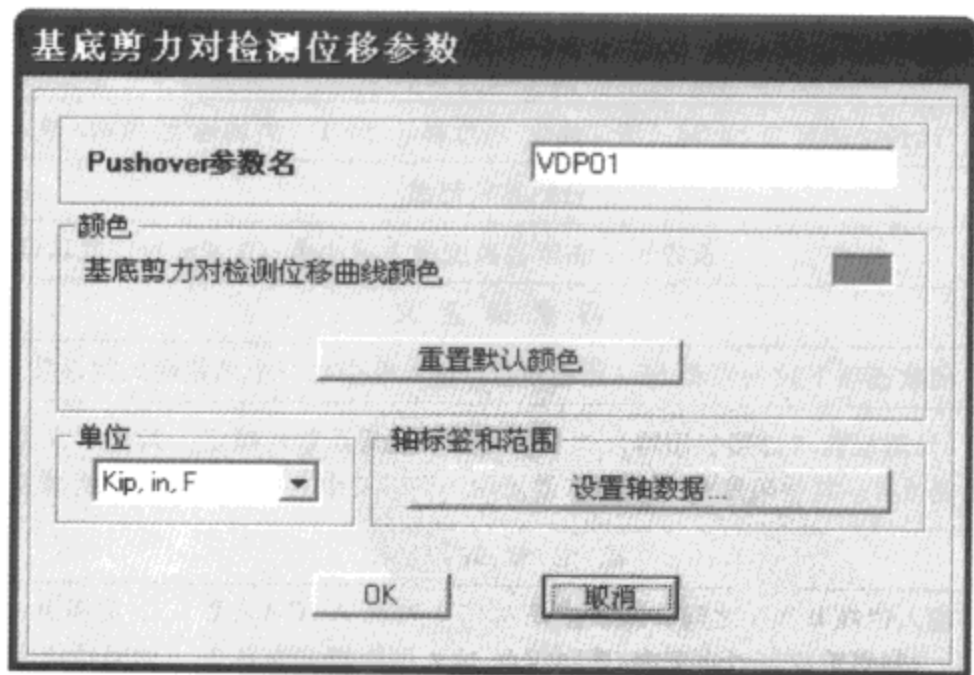 基底剪力对检测位移参数
Pushover参数名
VDP01
颜色
基底剪力对检测位移曲线颜色
重置默认颜色
单位
Kip, in, F
轴标签和范围
设置轴数据...
OK
取消